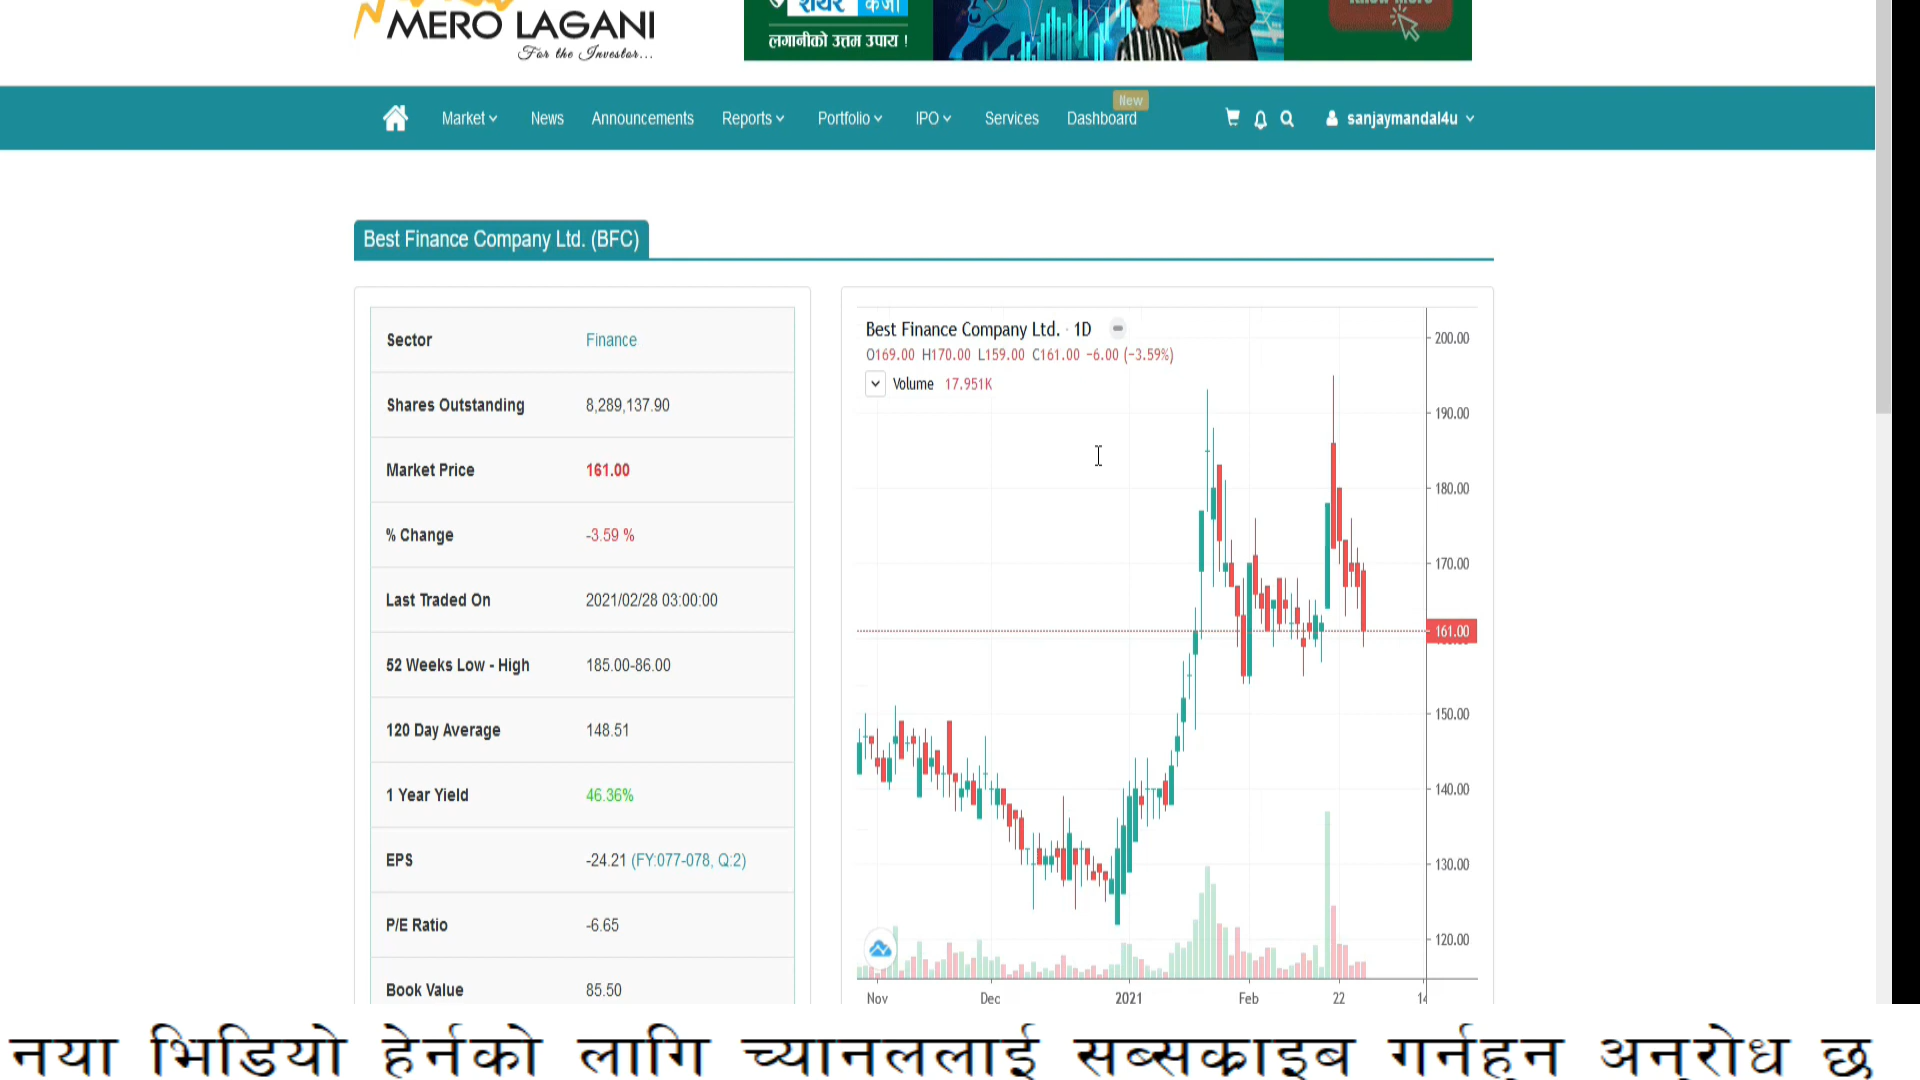 MERO LAGANI
For the Investor...
शेयर कर्जा
लगानीको उत्तम उपाय !
Know More
Market News Announcements Reports Portfolio IPO Services Dashboard New sanjaymandal4u
Best Finance Company Ltd. (BFC)
Sector Finance
Shares Outstanding 8,289,137.90
Market Price 161.00
% Change -3.59 %
Last Traded On 2021/02/28 03:00:00
52 Weeks Low - High 185.00-86.00
120 Day Average 148.51
1 Year Yield 46.36%
EPS -24.21 (FY:077-078, Q:2)
P/E Ratio -6.65
Book Value 85.50
Best Finance Company Ltd. · 1D
O169.00 H170.00 L159.00 C161.00 −6.00 (−3.59%)
Volume 17.951K
200.00
190.00
180.00
170.00
161.00
150.00
140.00
130.00
120.00
Nov Dec 2021 Feb 22 14
नया भिडियो हेर्नको लागि च्यानललाई सब्सक्राइब गर्नहुन अनुरोध छ